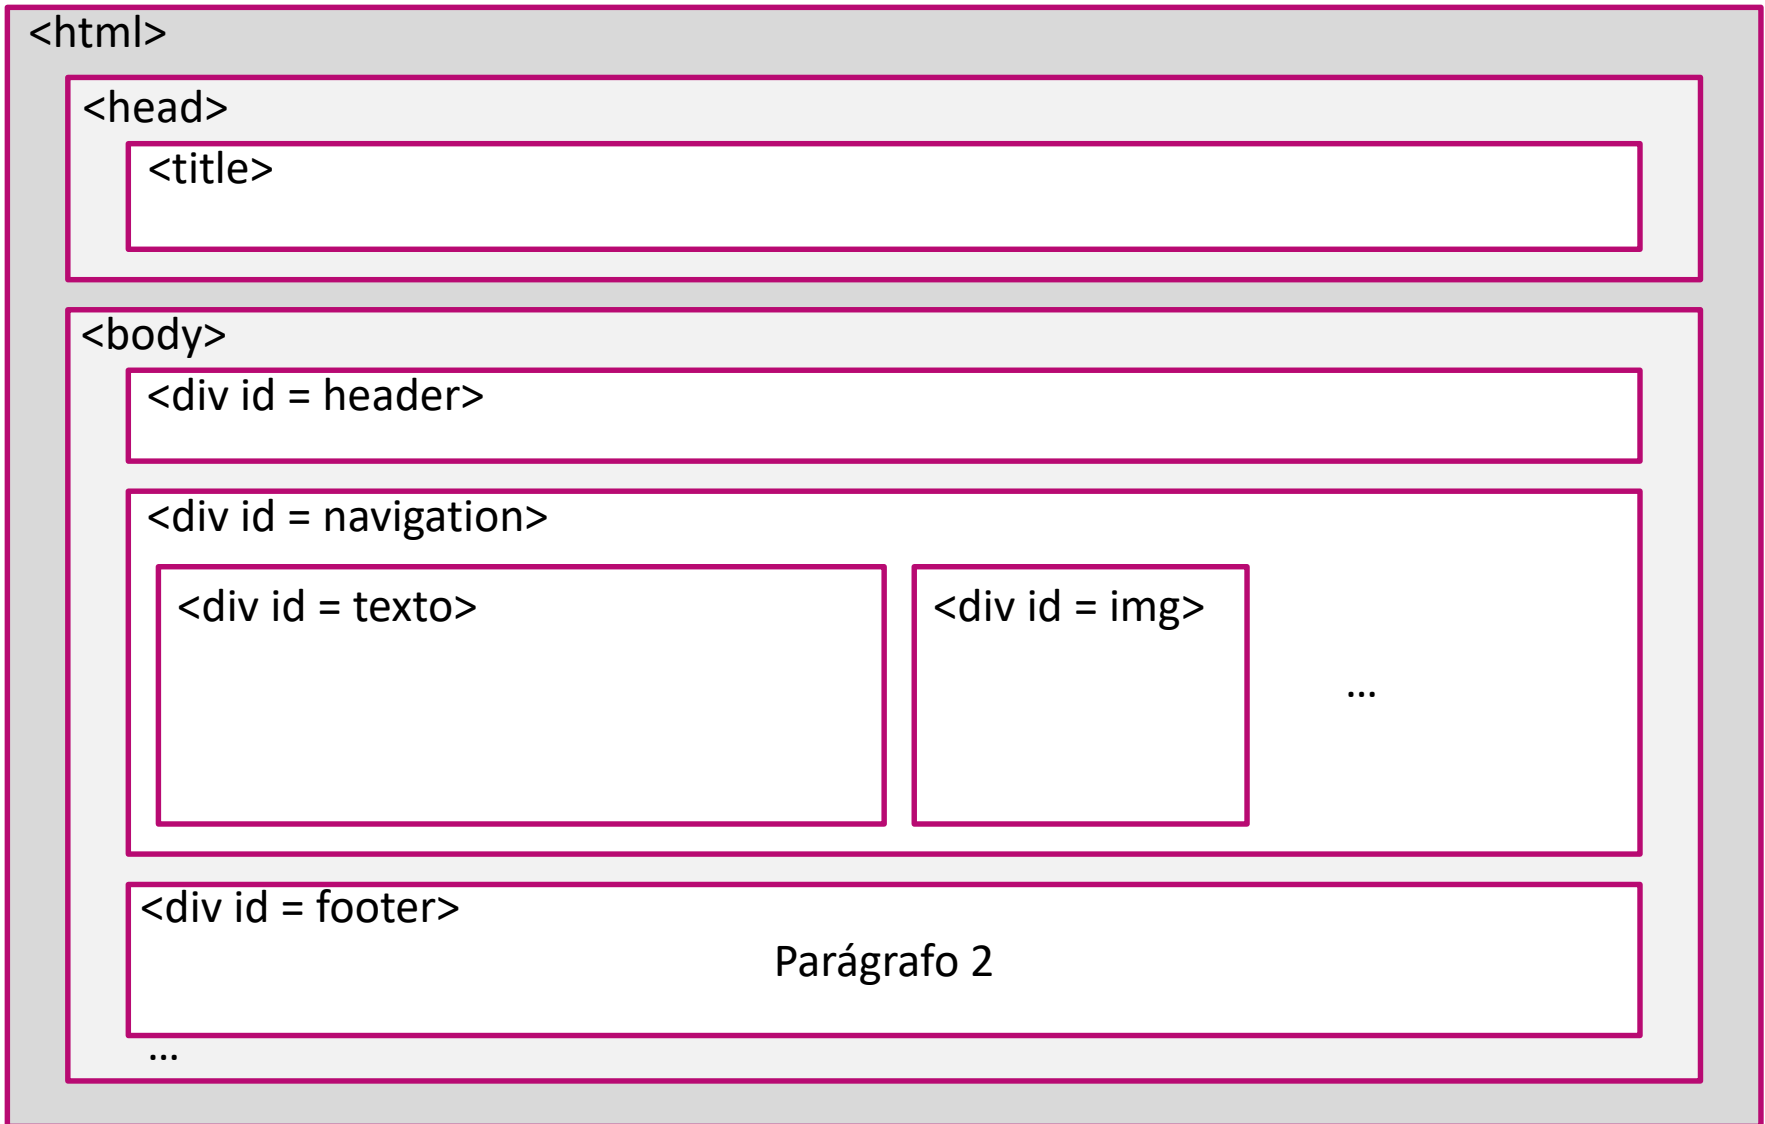 <html>
<head>
<title>
<body>
<div id = header>
<div id = navigation>
<div id = texto>
<div id = img>
...
<div id = footer>
Parágrafo 2
...